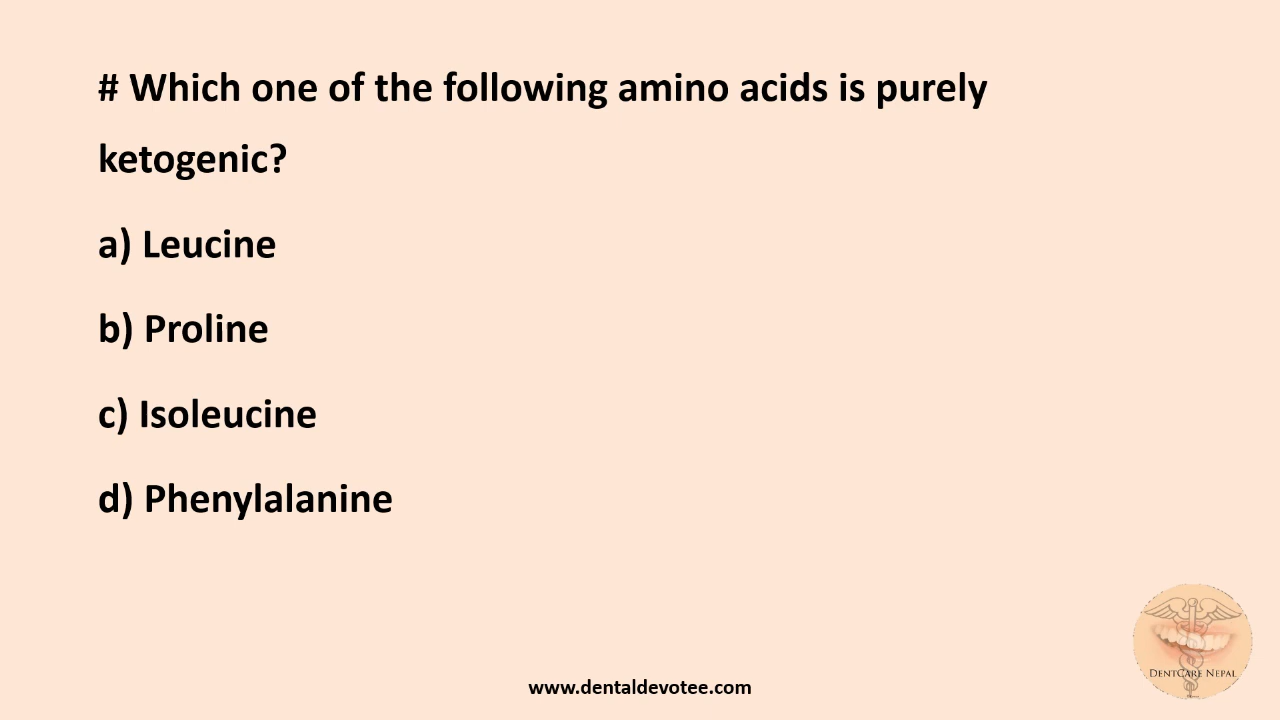 # Which one of the following amino acids is purely
ketogenic?
a) Leucine
b) Proline
c) Isoleucine
d) Phenylalanine
DentCare Nepal
www.dentaldevotee.com